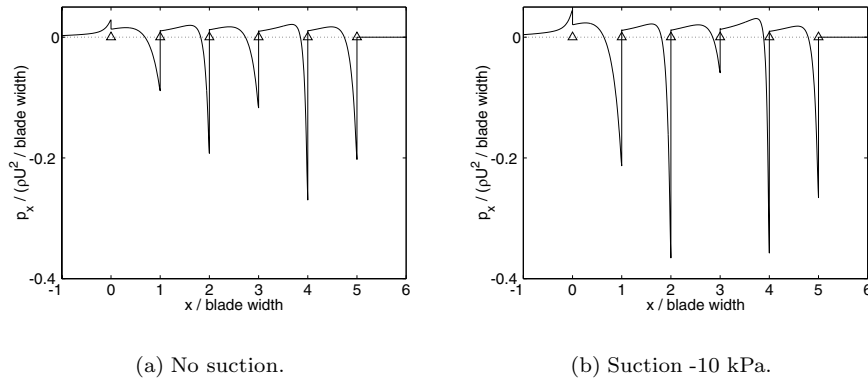 0
-0.2
-0.4
-1 0 1 2 3 4 5 6
x / blade width
p_x / (ρU² / blade width)
(a) No suction.
0
-0.2
-0.4
-1 0 1 2 3 4 5 6
x / blade width
p_x / (ρU² / blade width)
(b) Suction -10 kPa.